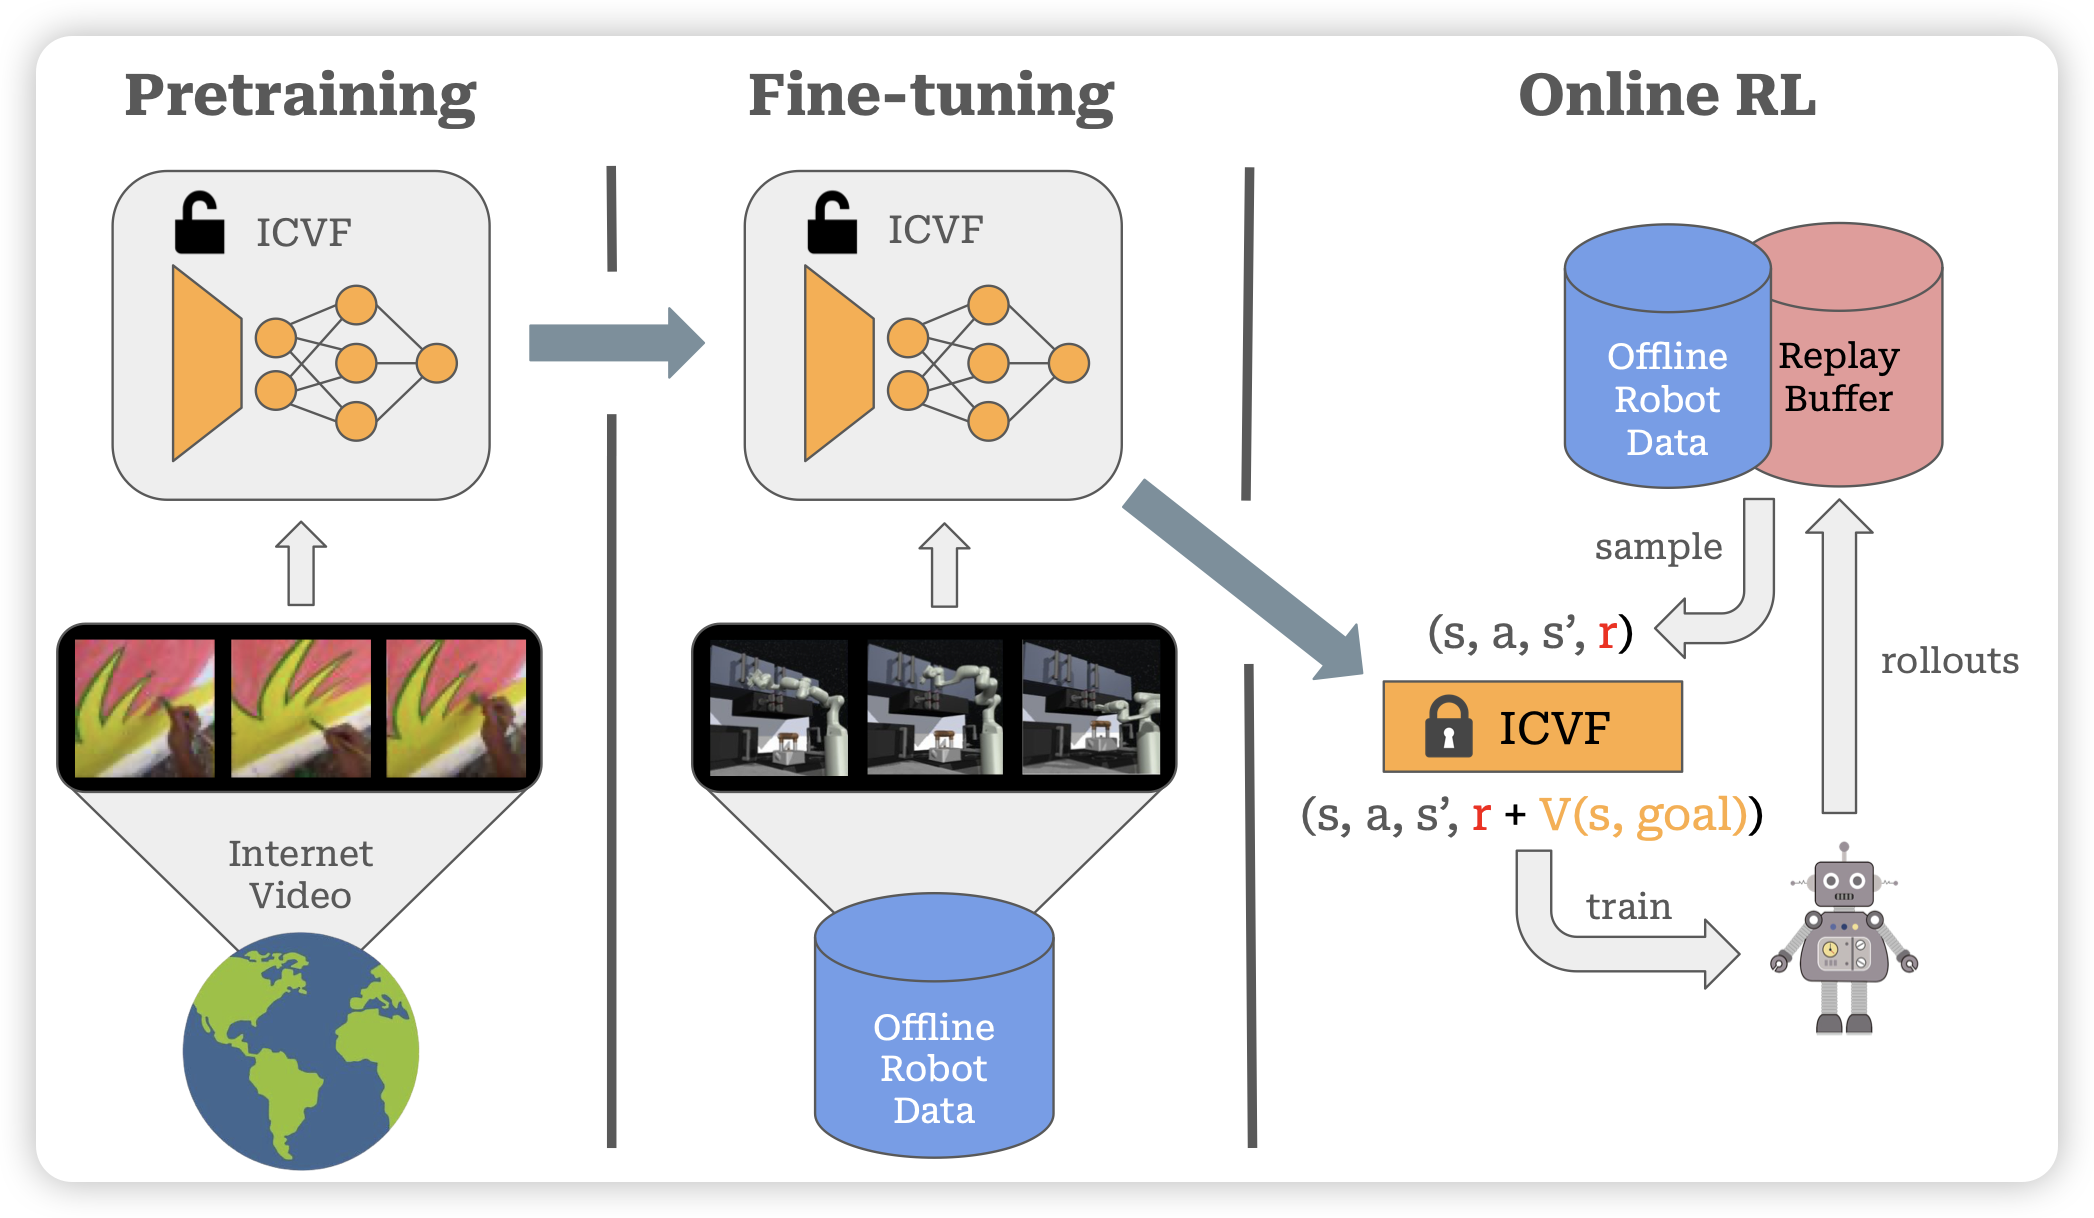 Pretraining
ICVF
Internet
Video
Fine-tuning
ICVF
Offline
Robot
Data
Online RL
Offline
Robot
Data
Replay
Buffer
sample
(s, a, s’, r)
rollouts
ICVF
(s, a, s’, r + V(s, goal))
train